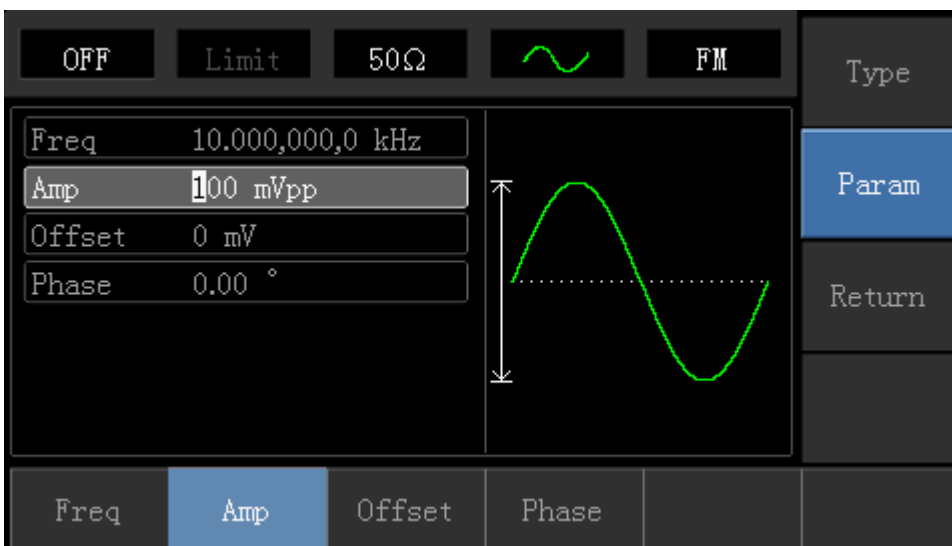 OFF Limit 50Ω FM
Type
Freq 10.000,000,0 kHz
Amp 100 mVpp
Param
Offset 0 mV
Phase 0.00 °
Return
Freq Amp Offset Phase